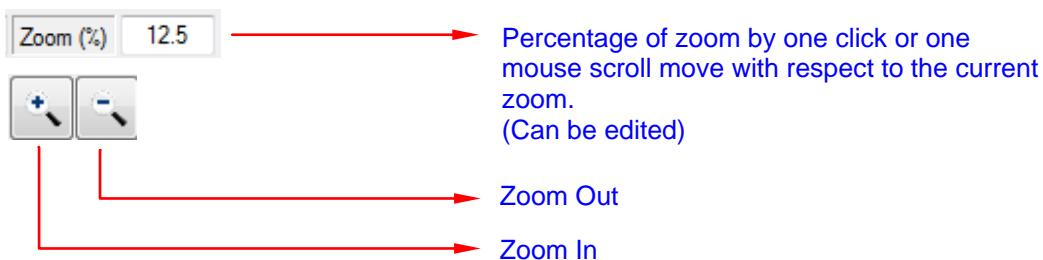 Zoom (%) 12.5
Percentage of zoom by one click or one
mouse scroll move with respect to the current
zoom.
(Can be edited)
Zoom Out
Zoom In